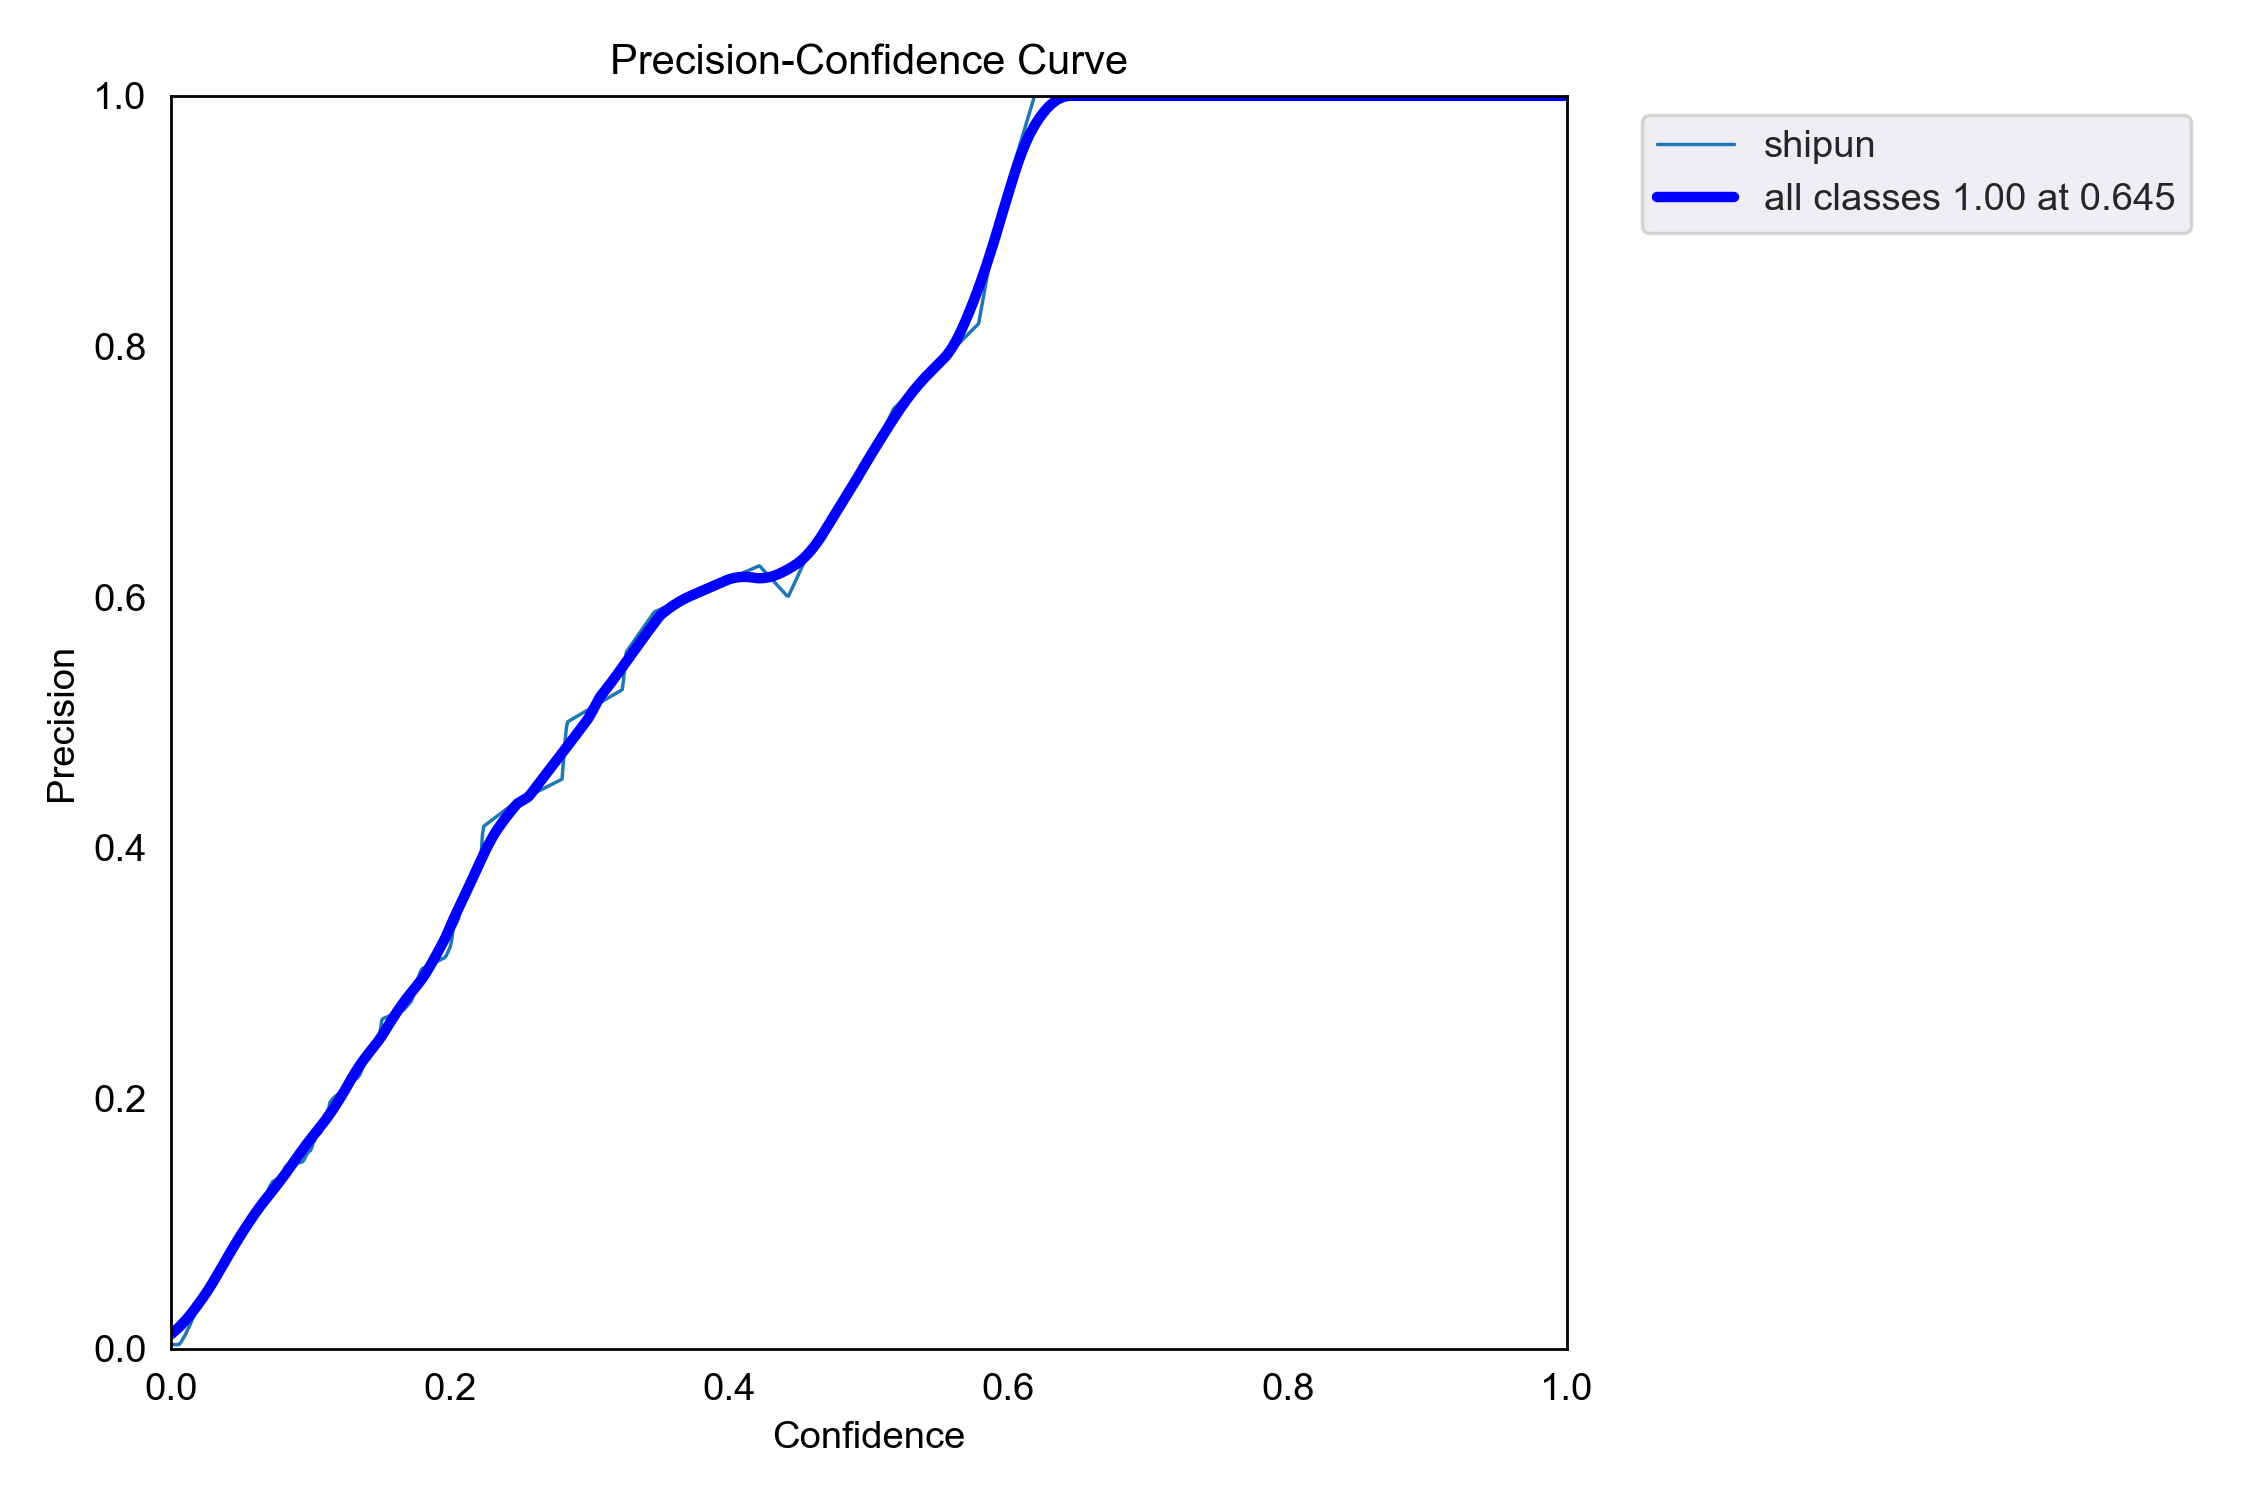 Precision-Confidence Curve
1.0
0.8
0.6
0.4
0.2
0.0
Precision
0.0 0.2 0.4 0.6 0.8 1.0
Confidence
shipun
all classes 1.00 at 0.645